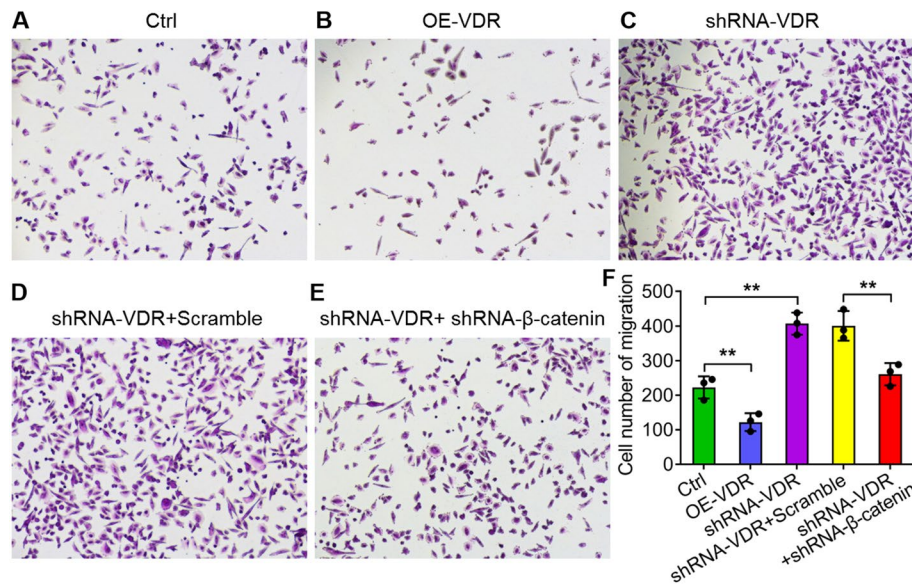 A
Ctrl
B
OE-VDR
C
shRNA-VDR
D
shRNA-VDR+Scramble
E
shRNA-VDR+ shRNA-β-catenin
F
Cell number of migration
500
400
300
200
100
0
**
**
**
Ctrl
OE-VDR
shRNA-VDR
shRNA-VDR+Scramble
shRNA-VDR
+shRNA-β-catenin